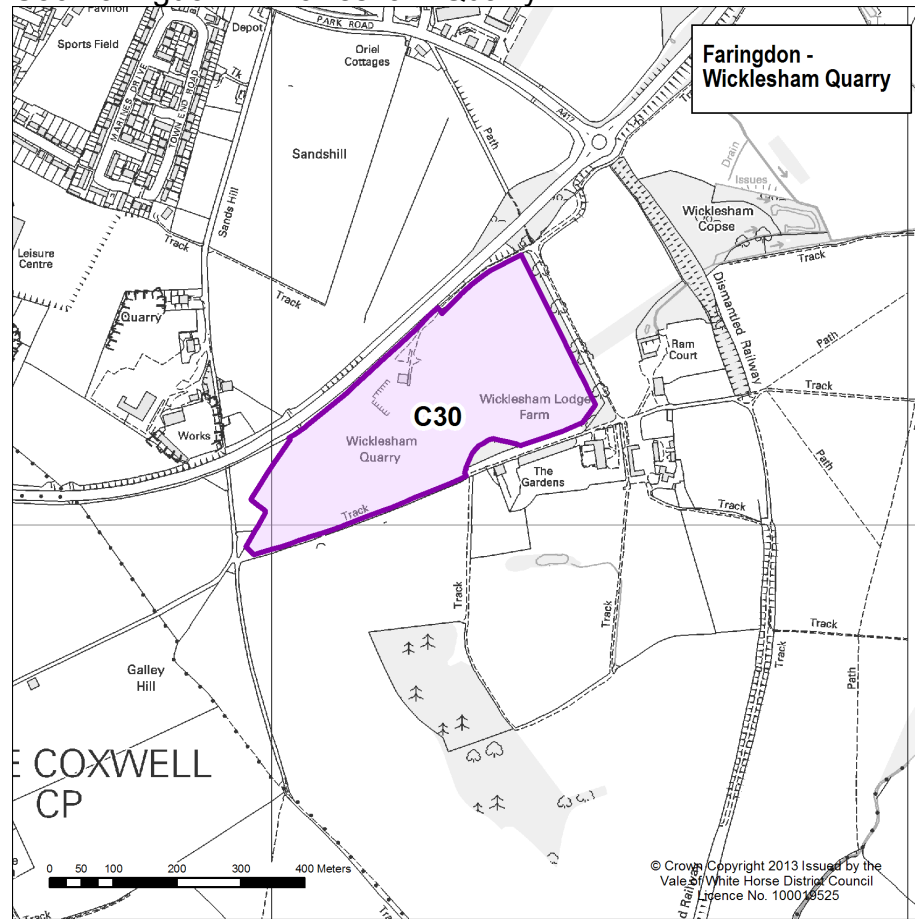 Pavilion
Depot
PARK ROAD
Sports Field
Oriel
Cottages
Tk
MARINES DRIVE
TOWN END ROAD
A417
Path
Faringdon -
Wicklesham Quarry
Sandshill
Drain
Issues
Wicklesham
Copse
Sands Hill
Track
Leisure
Centre
Track
Track
Quarry
Dismantled Railway
Ram
Court
Path
Track
Wicklesham Lodge
Farm
C30
Works
Wicklesham
Quarry
The
Gardens
Path
Track
Track
Track
Track
Track
Track
Path
Galley
Hill
E COXWELL
CP
0 50 100 200 300 400 Meters
© Crown Copyright 2013 Issued by the
Vale of White Horse District Council
Licence No. 100019525
d Railway
Track